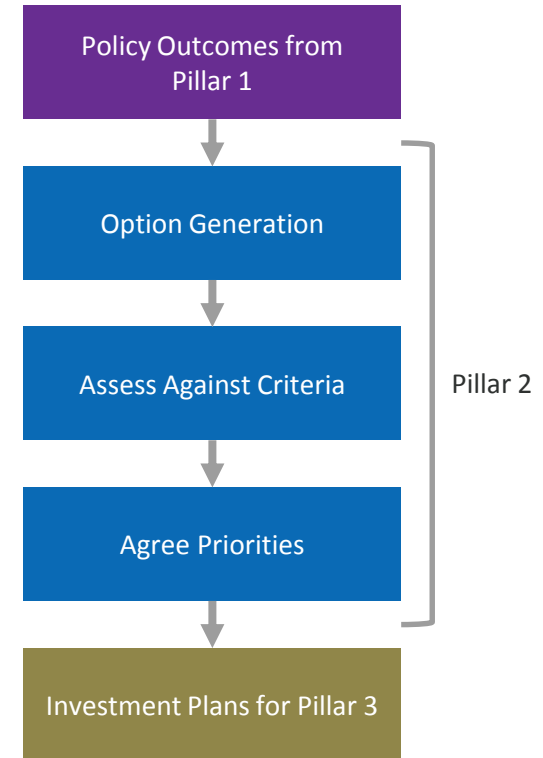 Policy Outcomes from
Pillar 1
Option Generation
Assess Against Criteria
Pillar 2
Agree Priorities
Investment Plans for Pillar 3